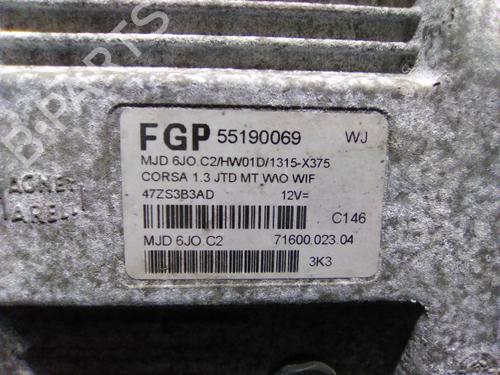 B-PARTS
FGP 55190069 WJ
MJD 6JO.C2/HW01D/1315-X375
CORSA 1.3 JTD MT W\O WIF
47ZS3B3AD 12V=
C146
MJD 6JO.C2 71600.023.04
3K3
MARELLI